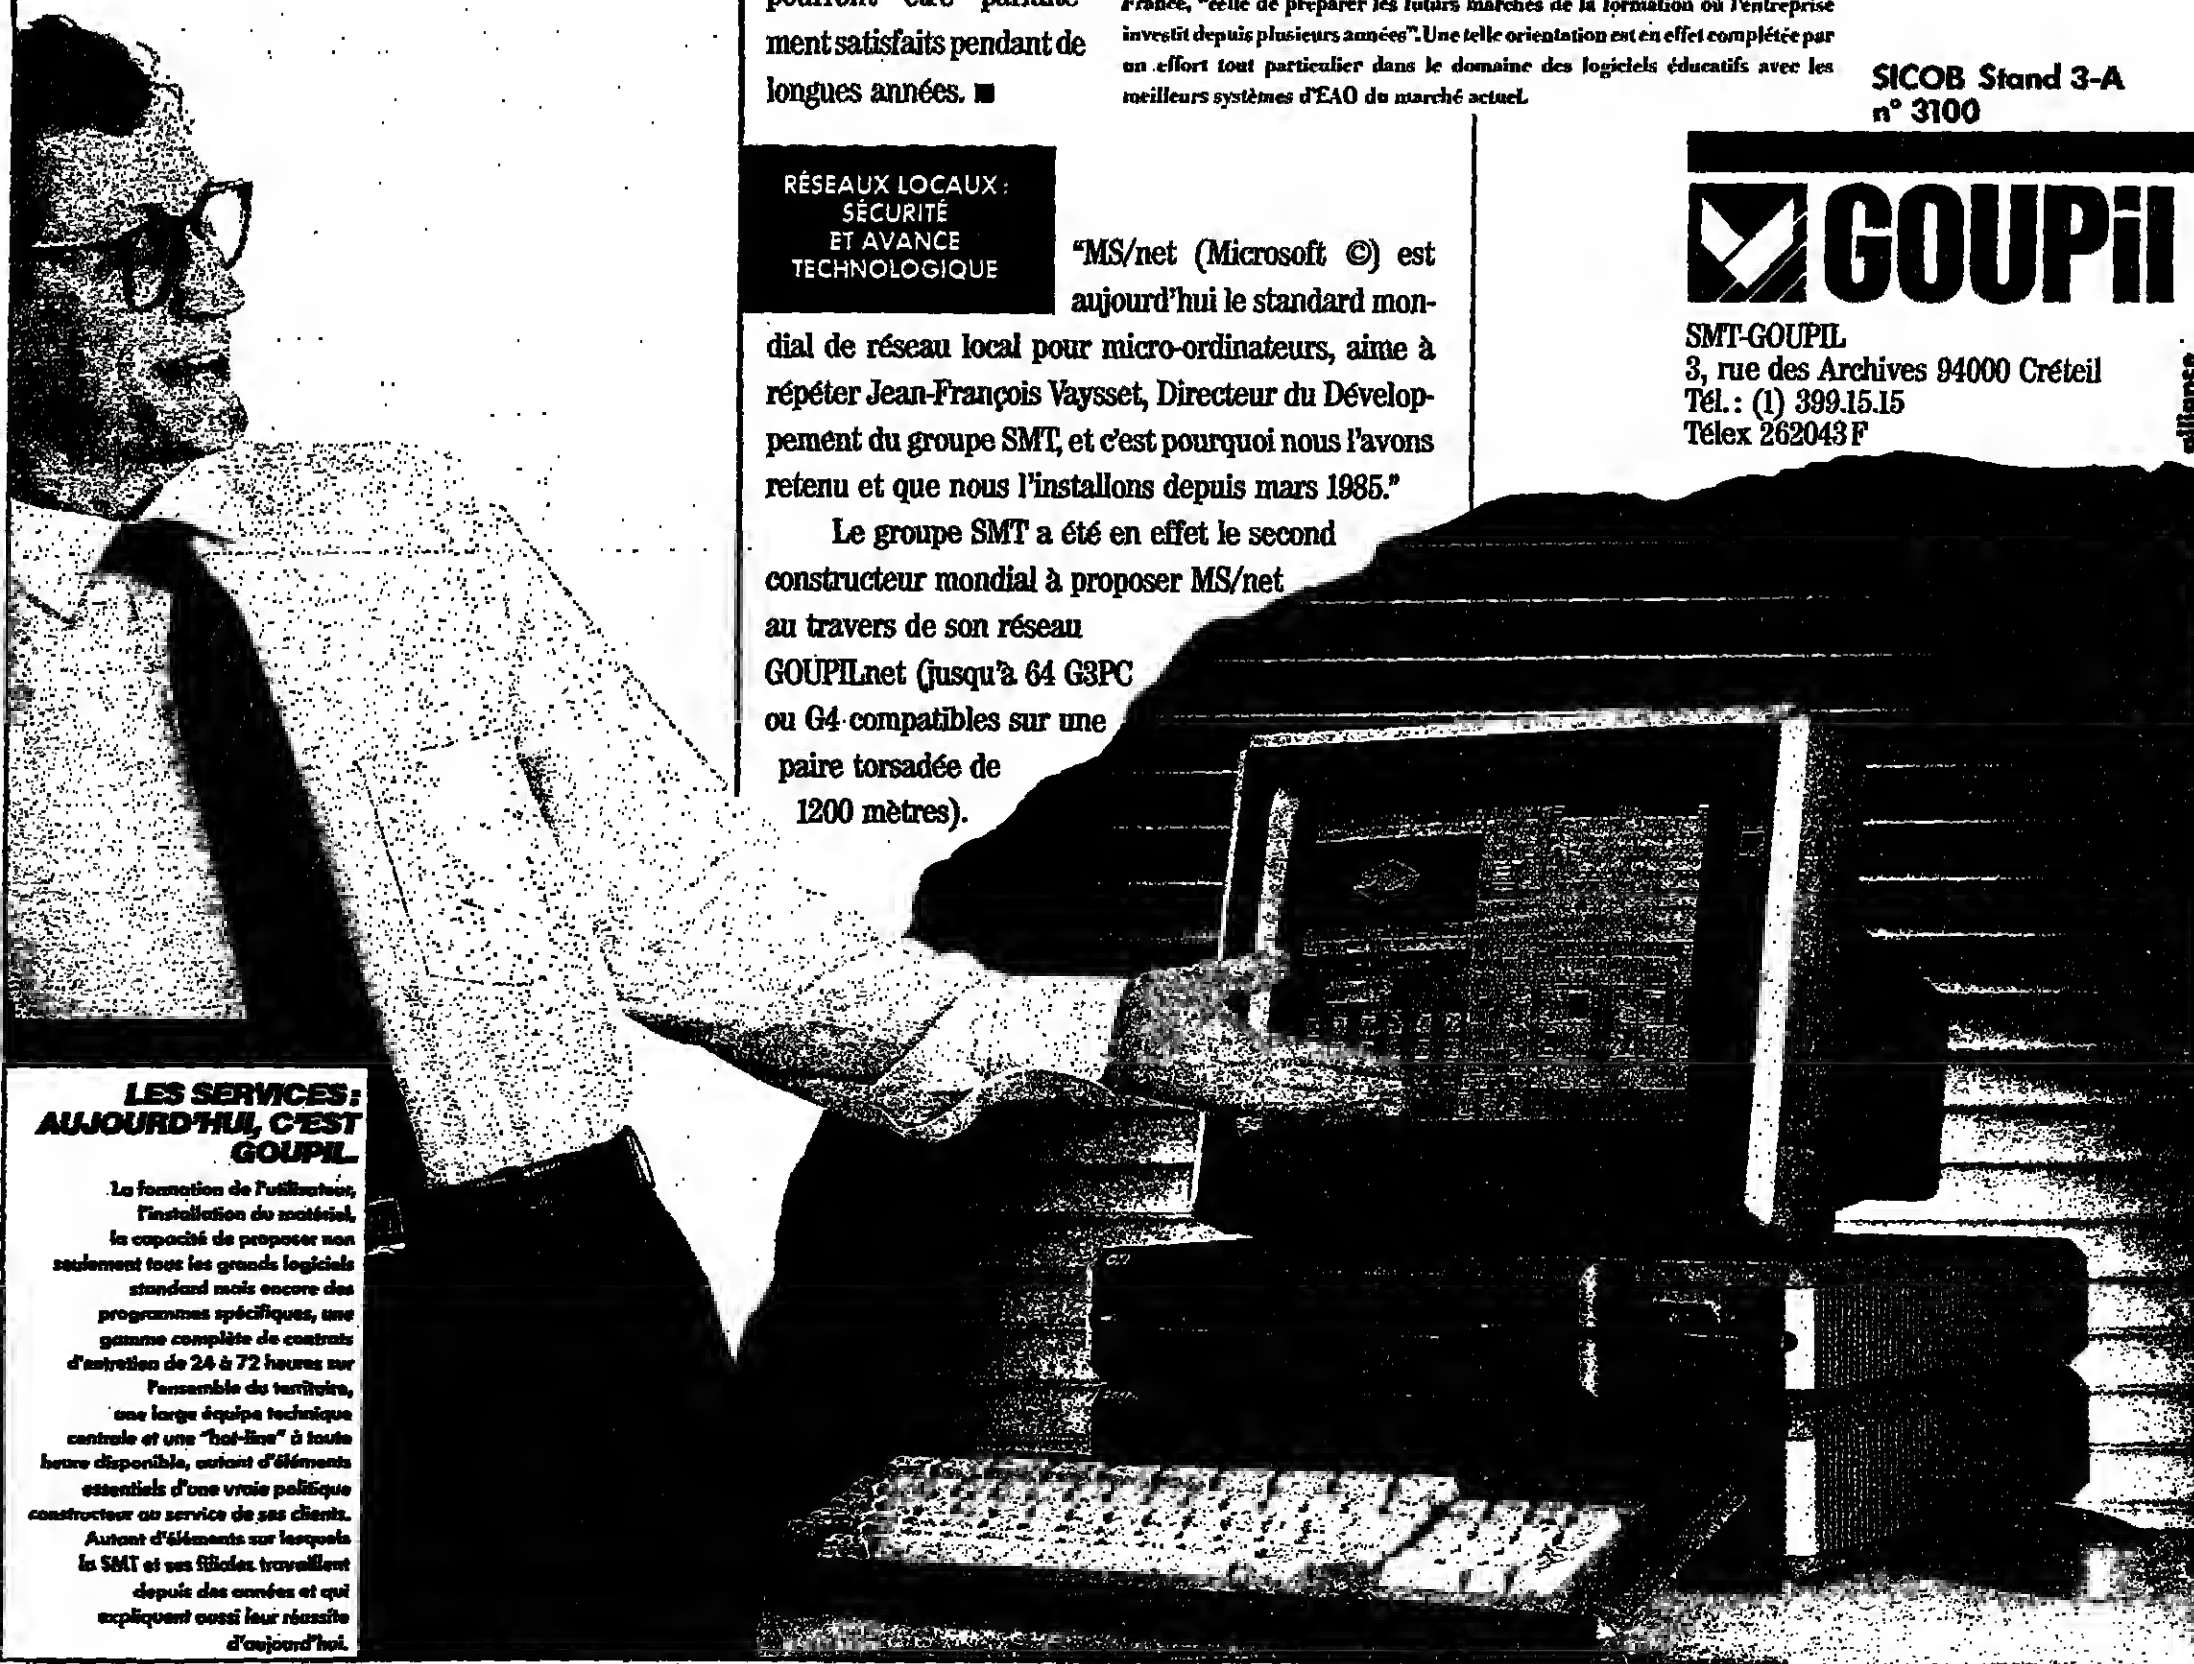 ment satisfaits pendant de
longues années. ■
France, "celle de préparer les futurs marchés de la formation où l'entreprise
investit depuis plusieurs années". Une telle orientation est en effet complétée par
un effort tout particulier dans le domaine des logiciels éducatifs avec les
meilleurs systèmes d'EAO du marché actuel.
SICOB Stand 3-A
n° 3100
RÉSEAUX LOCAUX :
SÉCURITÉ
ET AVANCE
TECHNOLOGIQUE
"MS/net (Microsoft ©) est
aujourd'hui le standard mon-
dial de réseau local pour micro-ordinateurs, aime à
répéter Jean-François Vaysset, Directeur du Dévelop-
pement du groupe SMT, et c'est pourquoi nous l'avons
retenu et que nous l'installons depuis mars 1985."
Le groupe SMT a été en effet le second
constructeur mondial à proposer MS/net
au travers de son réseau
GOUPILnet (jusqu'à 64 G3PC
ou G4 compatibles sur une
paire torsadée de
1200 mètres).
GOUPil
SMT-GOUPIL
3, rue des Archives 94000 Créteil
Tél. : (1) 399.15.15
Télex 262043 F
LES SERVICES :
AUJOURD'HUI, C'EST
GOUPIL.
La formation de l'utilisateur,
l'installation du matériel,
la capacité de proposer non
seulement tous les grands logiciels
standard mais encore des
programmes spécifiques, une
gamme complète de contrats
d'entretien de 24 à 72 heures sur
l'ensemble du territoire,
une large équipe technique
centrale et une "hot-line" à toute
heure disponible, autant d'éléments
essentiels d'une vraie politique
constructeur au service de ses clients.
Autant d'éléments sur lesquels
la SMT et ses filiales travaillent
depuis des années et qui
expliquent aussi leur réussite
d'aujourd'hui.